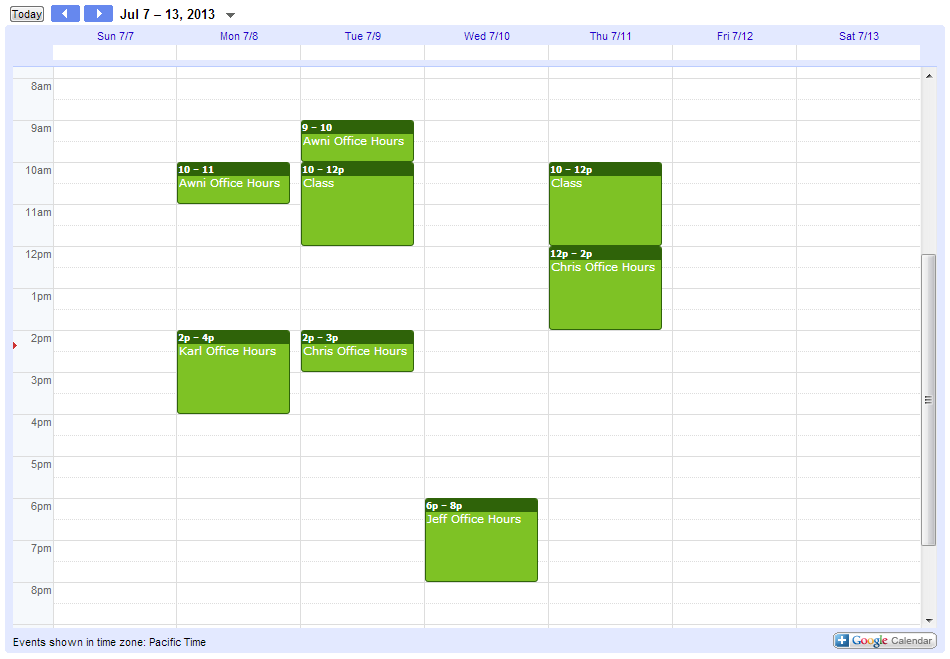 Today Jul 7 – 13, 2013
Sun 7/7 Mon 7/8 Tue 7/9 Wed 7/10 Thu 7/11 Fri 7/12 Sat 7/13
8am
9am
9 – 10
Awni Office Hours
10am
10 – 11
Awni Office Hours
10 – 12p
Class
10 – 12p
Class
11am
12pm
12p – 2p
Chris Office Hours
1pm
2pm
2p – 4p
Karl Office Hours
2p – 3p
Chris Office Hours
3pm
4pm
5pm
6pm
6p – 8p
Jeff Office Hours
7pm
8pm
Events shown in time zone: Pacific Time
Google Calendar